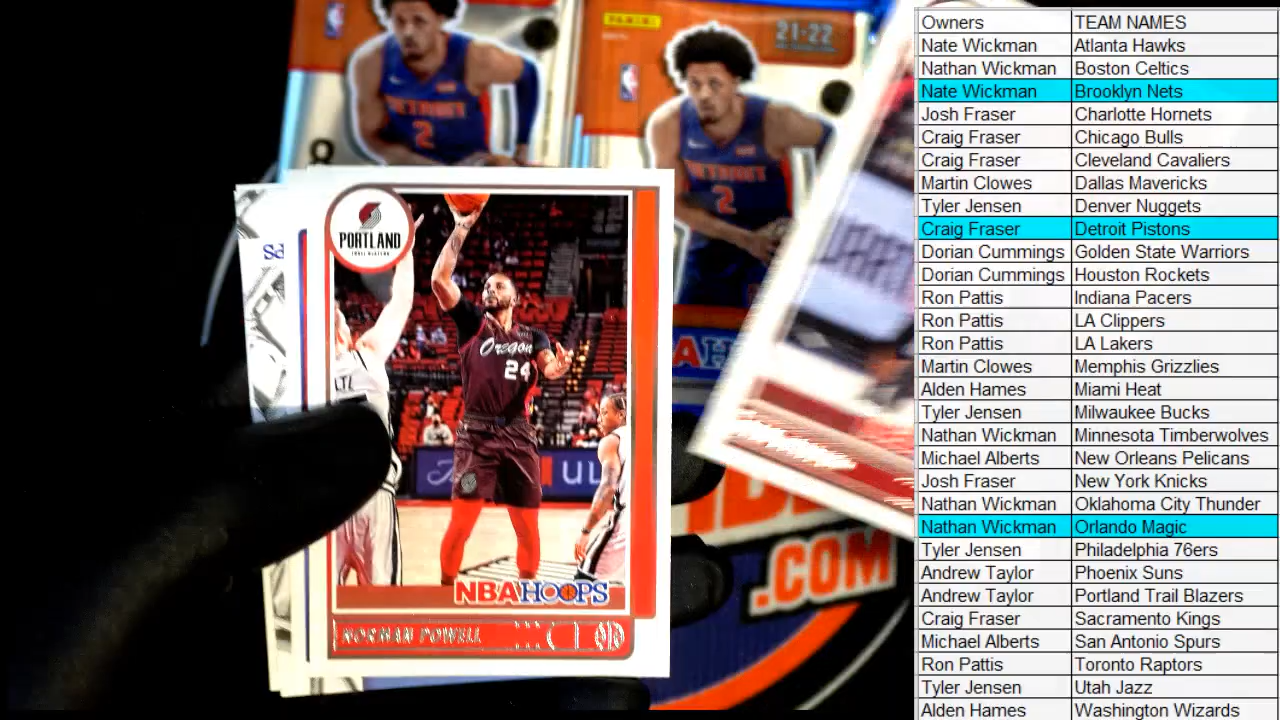 PANINI
21-22
DETROIT
2
DETROIT
2
8
PORTLAND
TRAIL BLAZERS
Oregon
24
LTL
UL
NBA HOOPS
NORMAN POWELL
.COM
Owners TEAM NAMES
Nate Wickman Atlanta Hawks
Nathan Wickman Boston Celtics
Nate Wickman Brooklyn Nets
Josh Fraser Charlotte Hornets
Craig Fraser Chicago Bulls
Craig Fraser Cleveland Cavaliers
Martin Clowes Dallas Mavericks
Tyler Jensen Denver Nuggets
Craig Fraser Detroit Pistons
Dorian Cummings Golden State Warriors
Dorian Cummings Houston Rockets
Ron Pattis Indiana Pacers
Ron Pattis LA Clippers
Ron Pattis LA Lakers
Martin Clowes Memphis Grizzlies
Alden Hames Miami Heat
Tyler Jensen Milwaukee Bucks
Nathan Wickman Minnesota Timberwolves
Michael Alberts New Orleans Pelicans
Josh Fraser New York Knicks
Nathan Wickman Oklahoma City Thunder
Nathan Wickman Orlando Magic
Tyler Jensen Philadelphia 76ers
Andrew Taylor Phoenix Suns
Andrew Taylor Portland Trail Blazers
Craig Fraser Sacramento Kings
Michael Alberts San Antonio Spurs
Ron Pattis Toronto Raptors
Tyler Jensen Utah Jazz
Alden Hames Washington Wizards